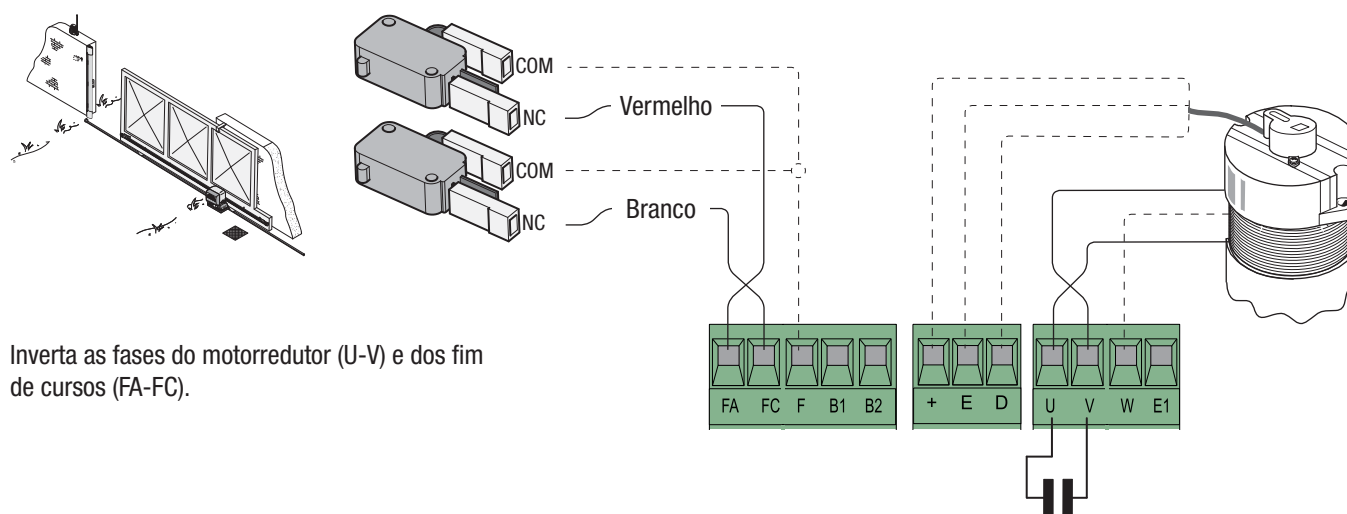 COM
NC
Vermelho
COM
NC
Branco
Inverta as fases do motorredutor (U-V) e dos fim
de cursos (FA-FC).
FA FC F B1 B2
+ E D
U V W E1